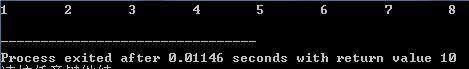 1 2 3 4 5 6 7 8
--------------------------------
Process exited after 0.01146 seconds with return value 10